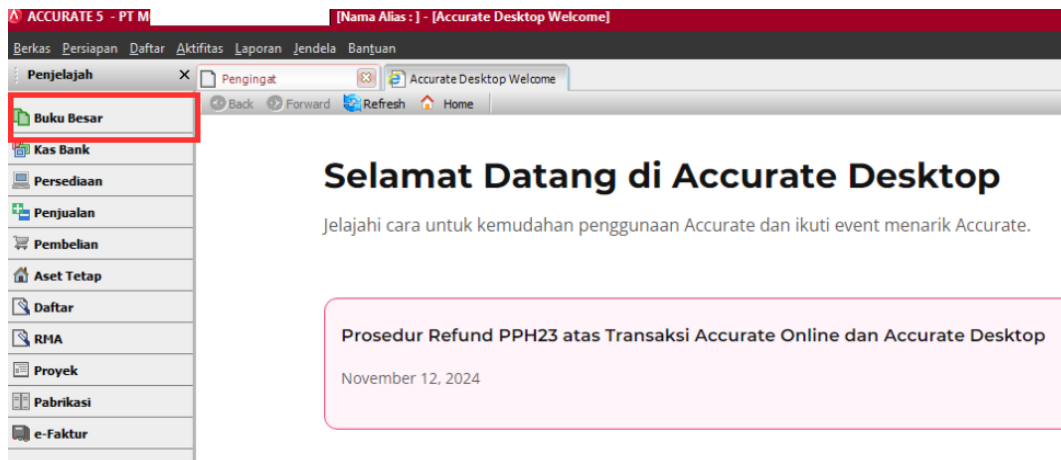 ACCURATE 5 - PT M [Nama Alias : ] - [Accurate Desktop Welcome]
Berkas Persiapan Daftar Aktifitas Laporan Jendela Bantuan
Penjelajah X Pengingat Accurate Desktop Welcome
Back Forward Refresh Home
Buku Besar
Kas Bank
Persediaan
Penjualan
Pembelian
Aset Tetap
Daftar
RMA
Proyek
Pabrikasi
e-Faktur
Selamat Datang di Accurate Desktop
Jelajahi cara untuk kemudahan penggunaan Accurate dan ikuti event menarik Accurate.
Prosedur Refund PPH23 atas Transaksi Accurate Online dan Accurate Desktop
November 12, 2024